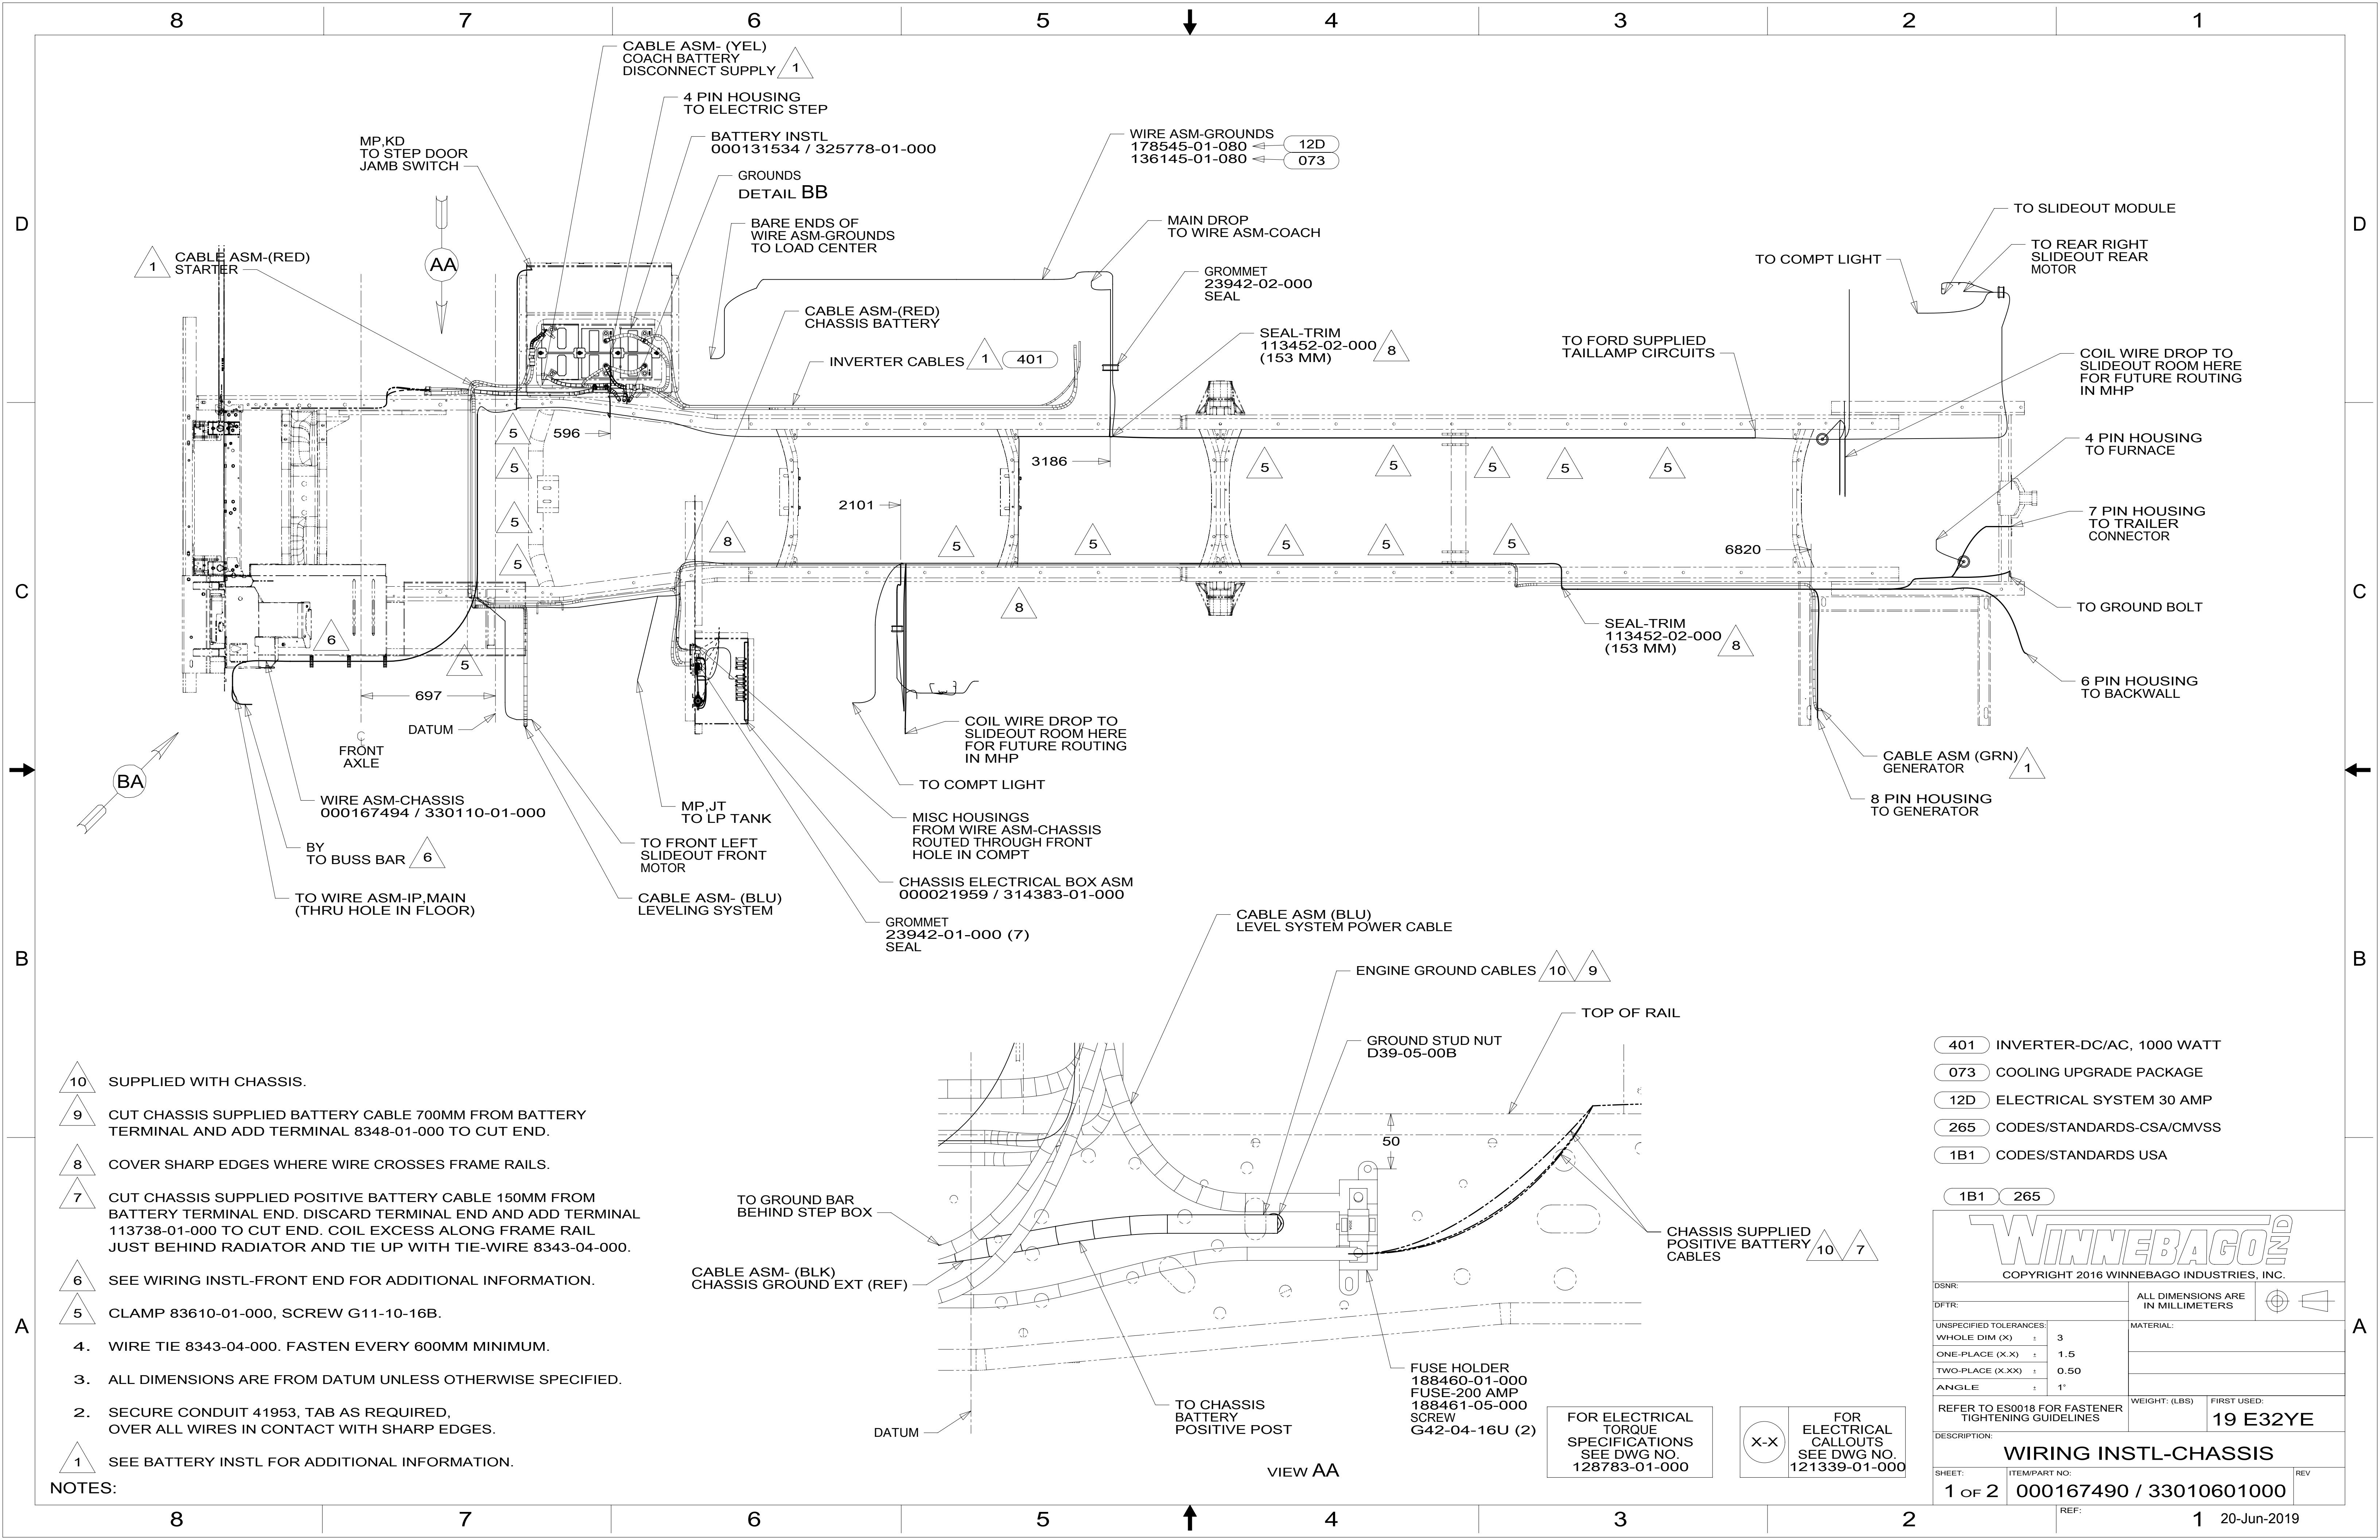 8 7 6 5 4 3 2 1
CABLE ASM- (YEL)
COACH BATTERY
DISCONNECT SUPPLY 1
4 PIN HOUSING
TO ELECTRIC STEP
BATTERY INSTL
000131534 / 325778-01-000
MP,KD
TO STEP DOOR
JAMB SWITCH
GROUNDS
DETAIL BB
BARE ENDS OF
WIRE ASM-GROUNDS
TO LOAD CENTER
WIRE ASM-GROUNDS
178545-01-080 12D
136145-01-080 073
MAIN DROP
TO WIRE ASM-COACH
GROMMET
23942-02-000
SEAL
D
D
TO SLIDEOUT MODULE
TO REAR RIGHT
SLIDEOUT REAR
MOTOR
TO COMPT LIGHT
1 CABLE ASM-(RED)
STARTER
AA
CABLE ASM-(RED)
CHASSIS BATTERY
INVERTER CABLES 1 401
SEAL-TRIM
113452-02-000
(153 MM) 8
TO FORD SUPPLIED
TAILLAMP CIRCUITS
COIL WIRE DROP TO
SLIDEOUT ROOM HERE
FOR FUTURE ROUTING
IN MHP
5 596
5
5
5
3186
5 5 5 5 5
4 PIN HOUSING
TO FURNACE
2101
8
5 5 5 5 5
6820
7 PIN HOUSING
TO TRAILER
CONNECTOR
C
C
8
TO GROUND BOLT
6
5
SEAL-TRIM
113452-02-000
(153 MM) 8
697
DATUM
6 PIN HOUSING
TO BACKWALL
COIL WIRE DROP TO
SLIDEOUT ROOM HERE
FOR FUTURE ROUTING
IN MHP
C
L
FRONT
AXLE
BA
CABLE ASM (GRN)
GENERATOR 1
TO COMPT LIGHT
WIRE ASM-CHASSIS
000167494 / 330110-01-000
MP,JT
TO LP TANK
MISC HOUSINGS
FROM WIRE ASM-CHASSIS
ROUTED THROUGH FRONT
HOLE IN COMPT
8 PIN HOUSING
TO GENERATOR
BY
TO BUSS BAR 6
TO FRONT LEFT
SLIDEOUT FRONT
MOTOR
CHASSIS ELECTRICAL BOX ASM
000021959 / 314383-01-000
TO WIRE ASM-IP,MAIN
(THRU HOLE IN FLOOR)
CABLE ASM- (BLU)
LEVELING SYSTEM
GROMMET
23942-01-000 (7)
SEAL
CABLE ASM (BLU)
LEVEL SYSTEM POWER CABLE
B
B
ENGINE GROUND CABLES 10 9
TOP OF RAIL
GROUND STUD NUT
D39-05-00B
50
TO GROUND BAR
BEHIND STEP BOX
CABLE ASM- (BLK)
CHASSIS GROUND EXT (REF)
CHASSIS SUPPLIED
POSITIVE BATTERY
CABLES 10 7
FUSE HOLDER
188460-01-000
FUSE-200 AMP
188461-05-000
SCREW
G42-04-16U (2)
TO CHASSIS
BATTERY
POSITIVE POST
DATUM
VIEW AA
10 SUPPLIED WITH CHASSIS.
9 CUT CHASSIS SUPPLIED BATTERY CABLE 700MM FROM BATTERY
TERMINAL AND ADD TERMINAL 8348-01-000 TO CUT END.
8 COVER SHARP EDGES WHERE WIRE CROSSES FRAME RAILS.
7 CUT CHASSIS SUPPLIED POSITIVE BATTERY CABLE 150MM FROM
BATTERY TERMINAL END. DISCARD TERMINAL END AND ADD TERMINAL
113738-01-000 TO CUT END. COIL EXCESS ALONG FRAME RAIL
JUST BEHIND RADIATOR AND TIE UP WITH TIE-WIRE 8343-04-000.
6 SEE WIRING INSTL-FRONT END FOR ADDITIONAL INFORMATION.
5 CLAMP 83610-01-000, SCREW G11-10-16B.
4. WIRE TIE 8343-04-000. FASTEN EVERY 600MM MINIMUM.
3. ALL DIMENSIONS ARE FROM DATUM UNLESS OTHERWISE SPECIFIED.
2. SECURE CONDUIT 41953, TAB AS REQUIRED,
OVER ALL WIRES IN CONTACT WITH SHARP EDGES.
1 SEE BATTERY INSTL FOR ADDITIONAL INFORMATION.
NOTES:
A
A
FOR ELECTRICAL
TORQUE
SPECIFICATIONS
SEE DWG NO.
128783-01-000
X-X
FOR
ELECTRICAL
CALLOUTS
SEE DWG NO.
121339-01-000
401 INVERTER-DC/AC, 1000 WATT
073 COOLING UPGRADE PACKAGE
12D ELECTRICAL SYSTEM 30 AMP
265 CODES/STANDARDS-CSA/CMVSS
1B1 CODES/STANDARDS USA
1B1 265
WINNEBAGO IND
COPYRIGHT 2016 WINNEBAGO INDUSTRIES, INC.
DSNR:
DFTR:
ALL DIMENSIONS ARE
IN MILLIMETERS
UNSPECIFIED TOLERANCES:
WHOLE DIM (X) ± 3
ONE-PLACE (X.X) ± 1.5
TWO-PLACE (X.XX) ± 0.50
ANGLE ± 1°
MATERIAL:
REFER TO ES0018 FOR FASTENER
TIGHTENING GUIDELINES
WEIGHT: (LBS)
FIRST USED:
19 E32YE
DESCRIPTION:
WIRING INSTL-CHASSIS
SHEET:
1 OF 2
ITEM/PART NO:
000167490 / 33010601000
REV
REF:
8 7 6 5 4 3 2 1
20-Jun-2019